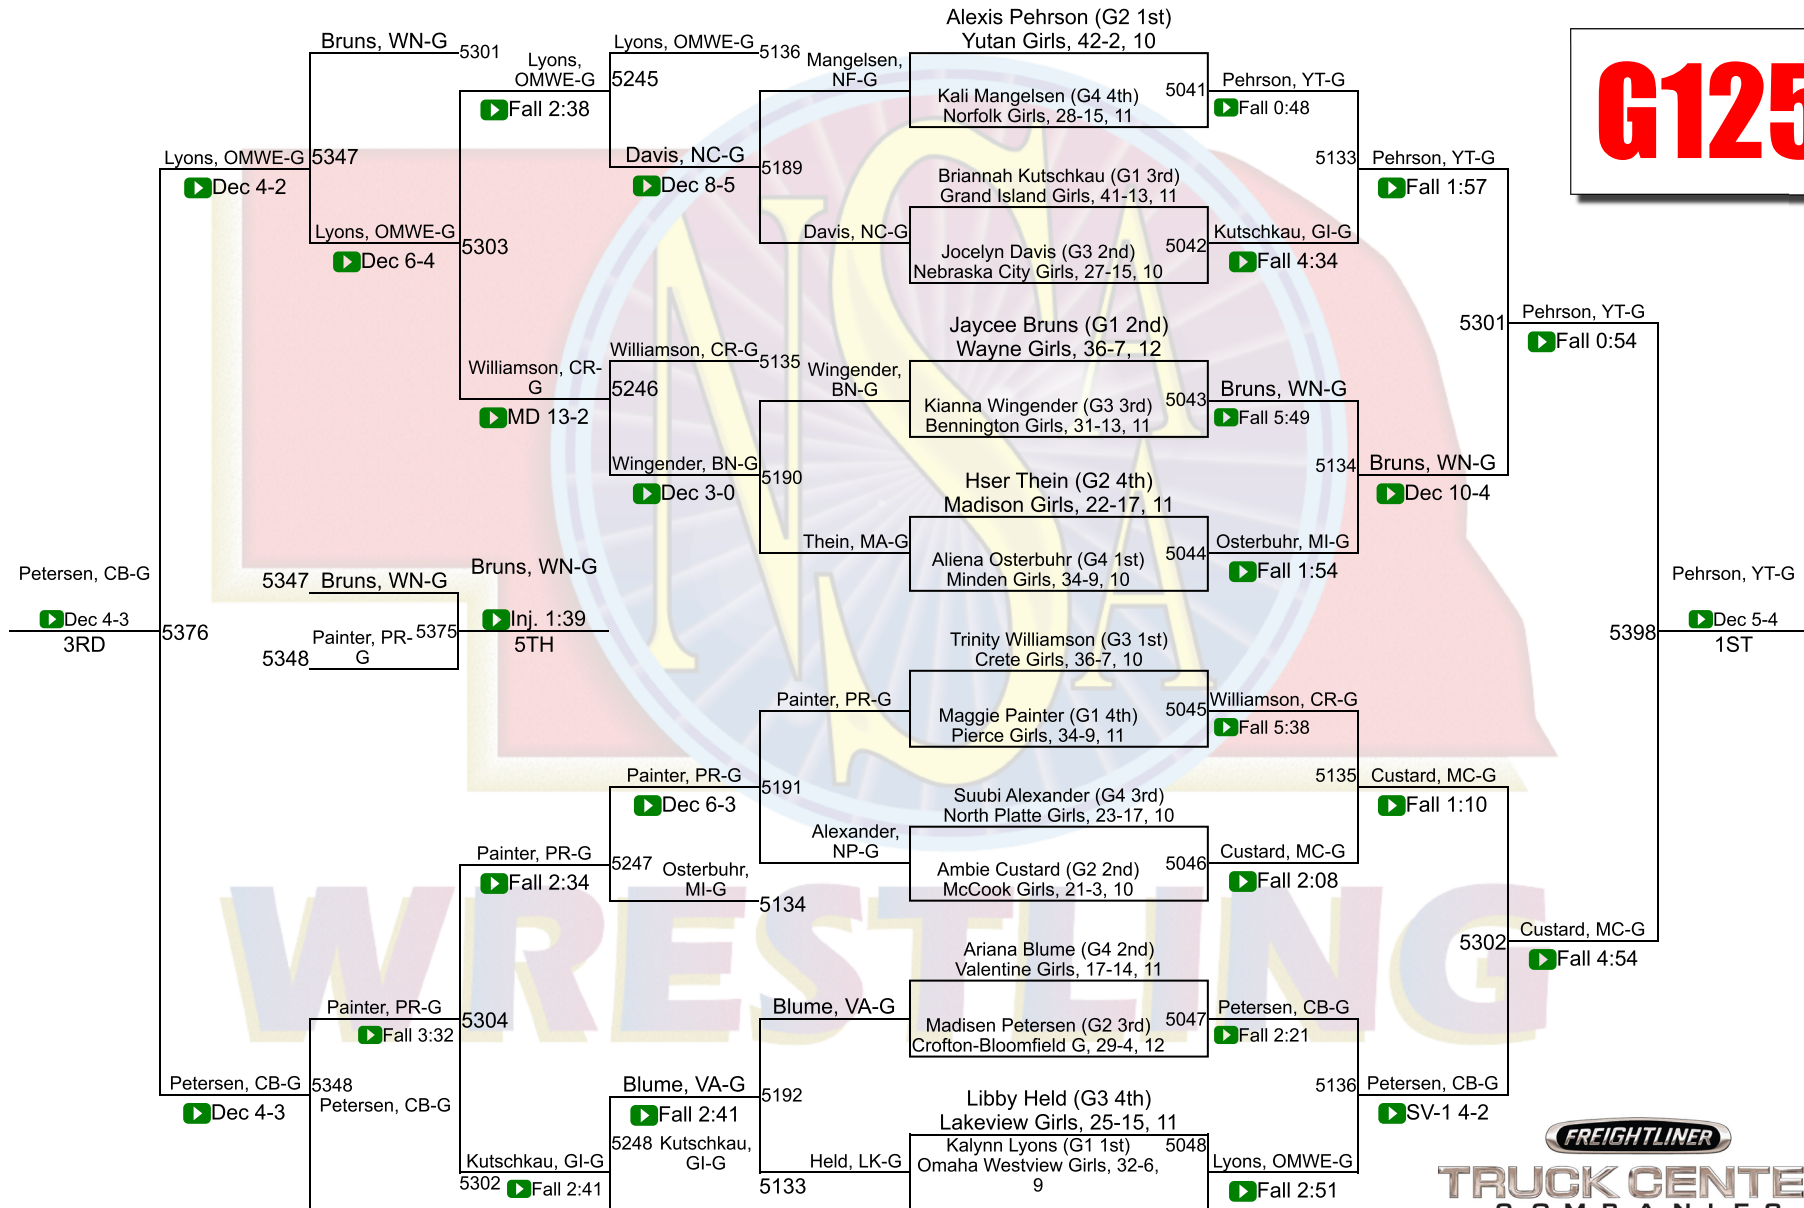 Alexis Pehrson (G2 1st)
Yutan Girls, 42-2, 10
Kali Mangelsen (G4 4th)
Norfolk Girls, 28-15, 11
5041
Briannah Kutschkau (G1 3rd)
Grand Island Girls, 41-13, 11
Jocelyn Davis (G3 2nd)
Nebraska City Girls, 27-15, 10
5042
Jaycee Bruns (G1 2nd)
Wayne Girls, 36-7, 12
Kianna Wingender (G3 3rd)
Bennington Girls, 31-13, 11
5043
Hser Thein (G2 4th)
Madison Girls, 22-17, 11
Aliena Osterbuhr (G4 1st)
Minden Girls, 34-9, 10
5044
Trinity Williamson (G3 1st)
Crete Girls, 36-7, 10
Maggie Painter (G1 4th)
Pierce Girls, 34-9, 11
5045
Suubi Alexander (G4 3rd)
North Platte Girls, 23-17, 10
Ambie Custard (G2 2nd)
McCook Girls, 21-3, 10
5046
Ariana Blume (G4 2nd)
Valentine Girls, 17-14, 11
Madisen Petersen (G2 3rd)
Crofton-Bloomfield G, 29-4, 12
5047
Libby Held (G3 4th)
Lakeview Girls, 25-15, 11
Kalynn Lyons (G1 1st)
Omaha Westview Girls, 32-6,
9
5048
Pehrson, YT-G
Fall 0:48
Kutschkau, GI-G
Fall 4:34
Bruns, WN-G
Fall 5:49
Osterbuhr, MI-G
Fall 1:54
Williamson, CR-G
Fall 5:38
Custard, MC-G
Fall 2:08
Petersen, CB-G
Fall 2:21
Lyons, OMWE-G
Fall 2:51
5133
Pehrson, YT-G
Fall 1:57
5134
Bruns, WN-G
Dec 10-4
5135
Custard, MC-G
Fall 1:10
5136
Petersen, CB-G
SV-1 4-2
5301
Pehrson, YT-G
Fall 0:54
5302
Custard, MC-G
Fall 4:54
5398
Pehrson, YT-G
Dec 5-4
1ST
Mangelsen,
NF-G
Davis, NC-G
Wingender,
BN-G
Thein, MA-G
Painter, PR-G
Alexander,
NP-G
Blume, VA-G
Held, LK-G
Lyons, OMWE-G
5136
Davis, NC-G
5189
Dec 8-5
Williamson, CR-G
5135
Wingender, BN-G
5190
Dec 3-0
Painter, PR-G
5191
Dec 6-3
Osterbuhr,
MI-G
5134
Blume, VA-G
5192
Fall 2:41
Kutschkau,
GI-G
5133
Lyons,
OMWE-G
5245
Fall 2:38
Williamson, CR-
G
5246
MD 13-2
Painter, PR-G
5247
Fall 2:34
Kutschkau, GI-G
5248
Fall 2:41
Bruns, WN-G
5301
Lyons, OMWE-G
5303
Dec 6-4
Painter, PR-G
5304
Fall 3:32
Petersen, CB-G
5302
Lyons, OMWE-G
5347
Dec 4-2
Petersen, CB-G
5348
Dec 4-3
Petersen, CB-G
Dec 4-3
3RD
5376
5347
Bruns, WN-G
5348
Painter, PR-
G
5375
Bruns, WN-G
Inj. 1:39
5TH
G125
NSAA
WRESTLING
FREIGHTLINER
TRUCK CENTE